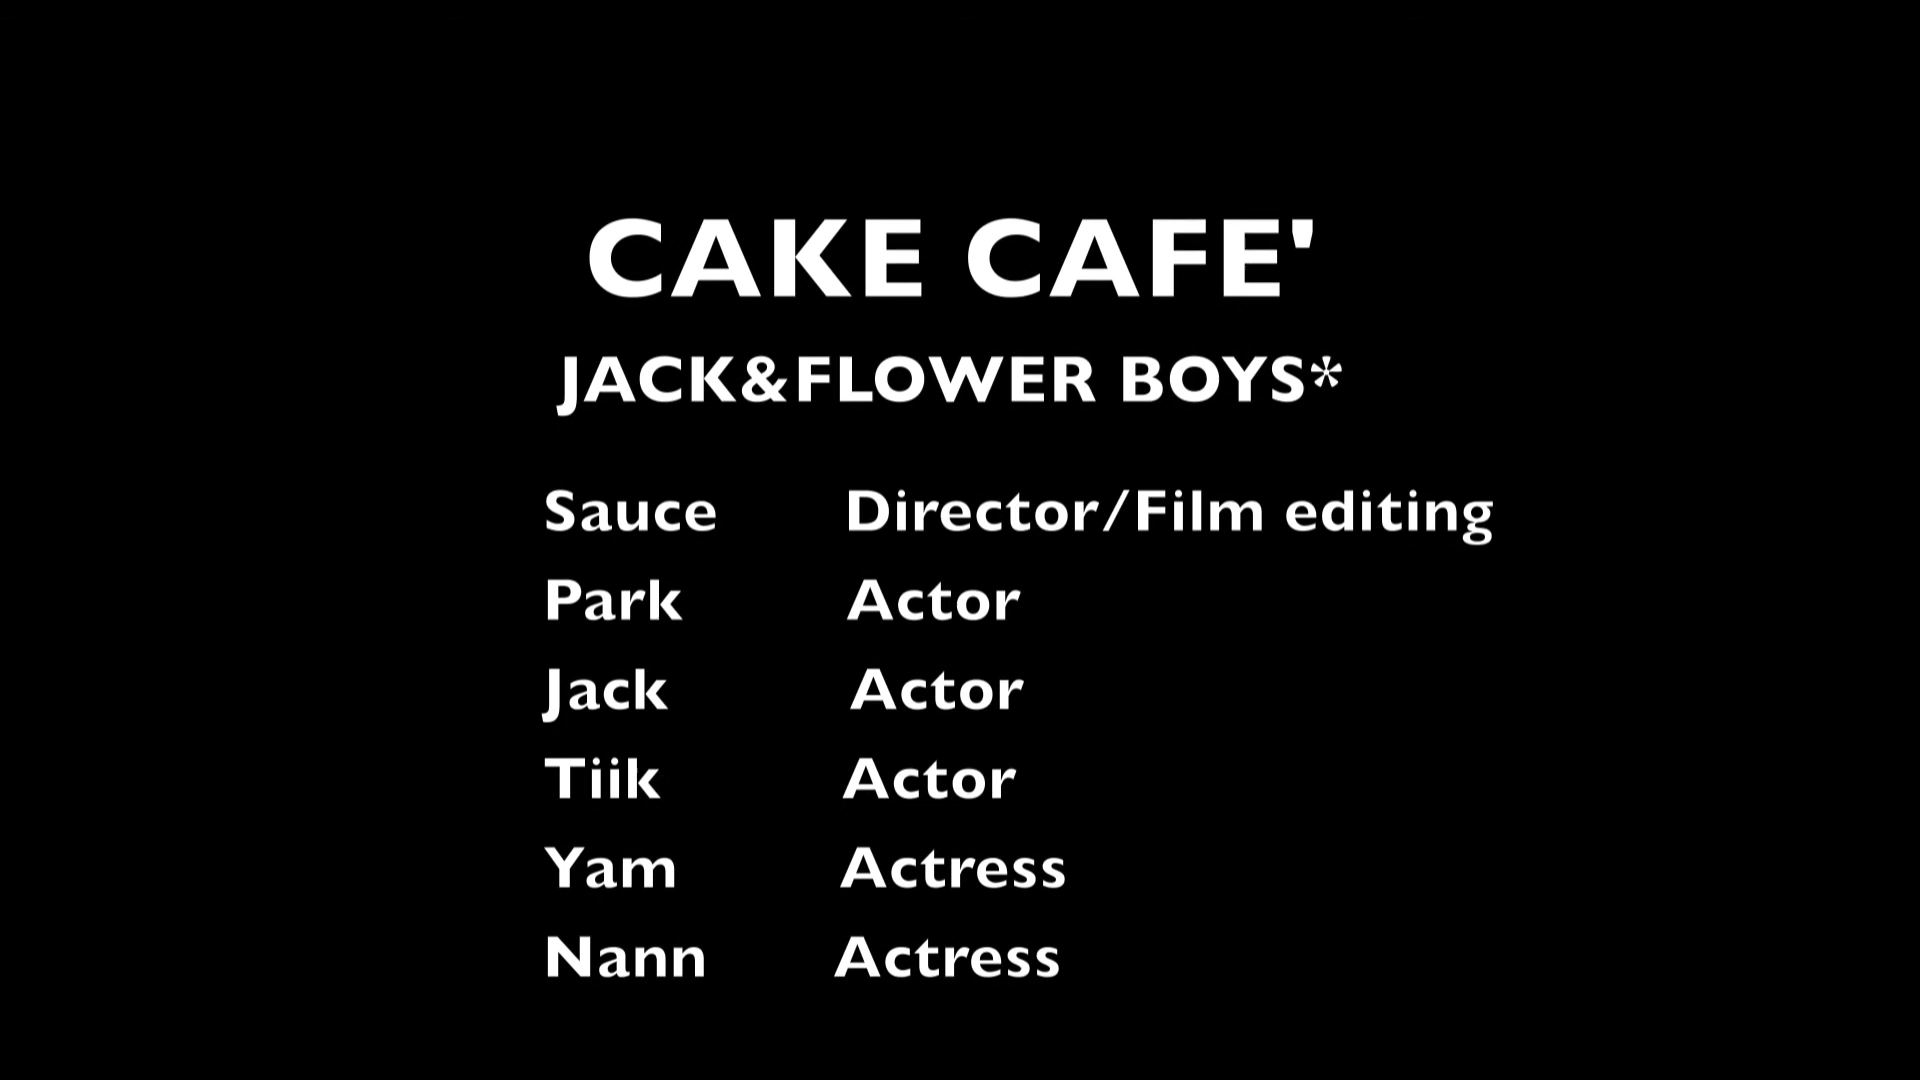 CAKE CAFE'
JACK&FLOWER BOYS*
Sauce Director/Film editing
Park Actor
Jack Actor
Tiik Actor
Yam Actress
Nann Actress